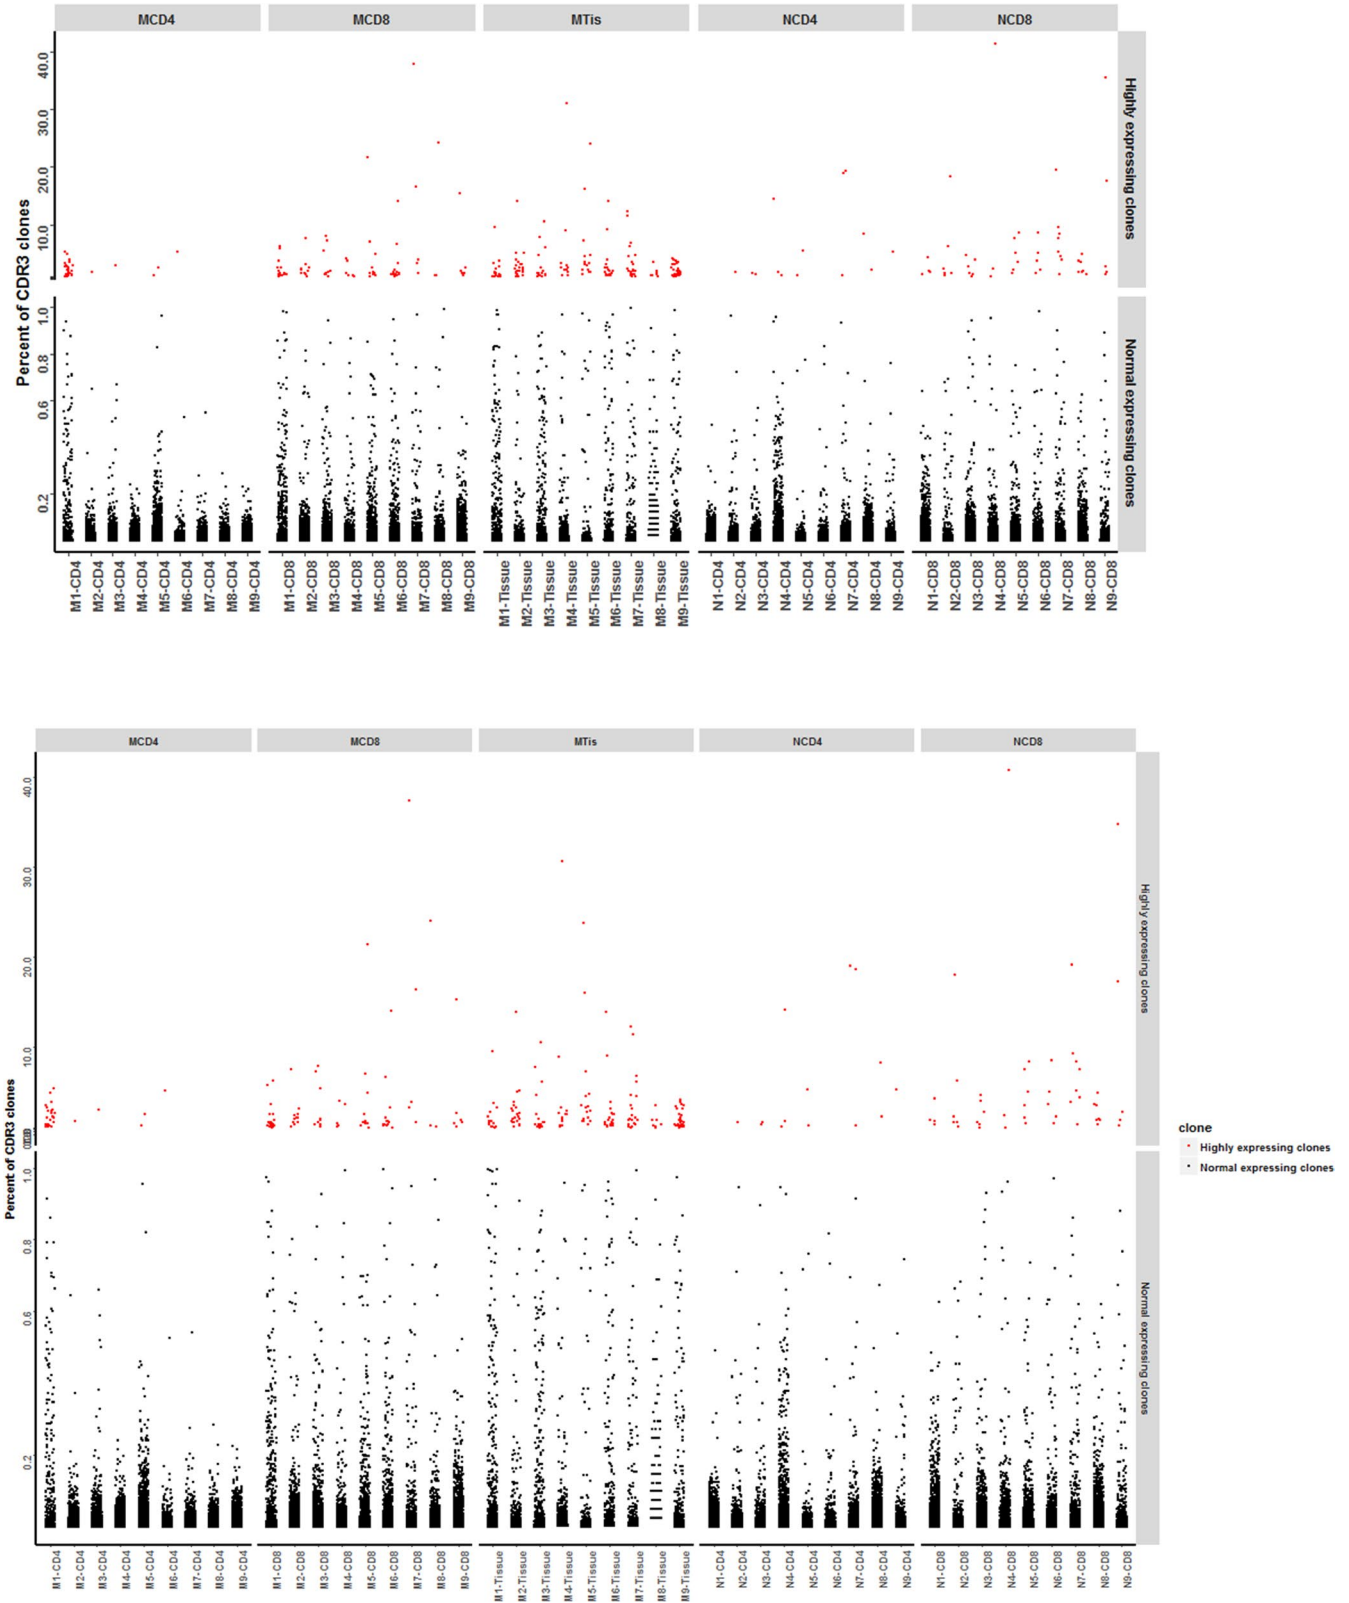 MCD4 MCD8 MTis NCD4 NCD8
Percent of CDR3 clones
40.0
30.0
20.0
10.0
Highly expressing clones
1.0
0.8
0.6
0.2
Normal expressing clones
M1-CD4 M2-CD4 M3-CD4 M4-CD4 M5-CD4 M6-CD4 M7-CD4 M8-CD4 M9-CD4 M1-CD8 M2-CD8 M3-CD8 M4-CD8 M5-CD8 M6-CD8 M7-CD8 M8-CD8 M9-CD8 M1-Tissue M2-Tissue M3-Tissue M4-Tissue M5-Tissue M6-Tissue M7-Tissue M8-Tissue M9-Tissue N1-CD4 N2-CD4 N3-CD4 N4-CD4 N5-CD4 N6-CD4 N7-CD4 N8-CD4 N9-CD4 N1-CD8 N2-CD8 N3-CD8 N4-CD8 N5-CD8 N6-CD8 N7-CD8 N8-CD8 N9-CD8
MCD4 MCD8 MTis NCD4 NCD8
Percent of CDR3 clones
40.0
30.0
20.0
10.0
Highly expressing clones
1.0
0.8
0.6
0.2
Normal expressing clones
M1-CD4 M2-CD4 M3-CD4 M4-CD4 M5-CD4 M6-CD4 M7-CD4 M8-CD4 M9-CD4 M1-CD8 M2-CD8 M3-CD8 M4-CD8 M5-CD8 M6-CD8 M7-CD8 M8-CD8 M9-CD8 M1-Tissue M2-Tissue M3-Tissue M4-Tissue M5-Tissue M6-Tissue M7-Tissue M8-Tissue M9-Tissue N1-CD4 N2-CD4 N3-CD4 N4-CD4 N5-CD4 N6-CD4 N7-CD4 N8-CD4 N9-CD4 N1-CD8 N2-CD8 N3-CD8 N4-CD8 N5-CD8 N6-CD8 N7-CD8 N8-CD8 N9-CD8
clone
Highly expressing clones
Normal expressing clones